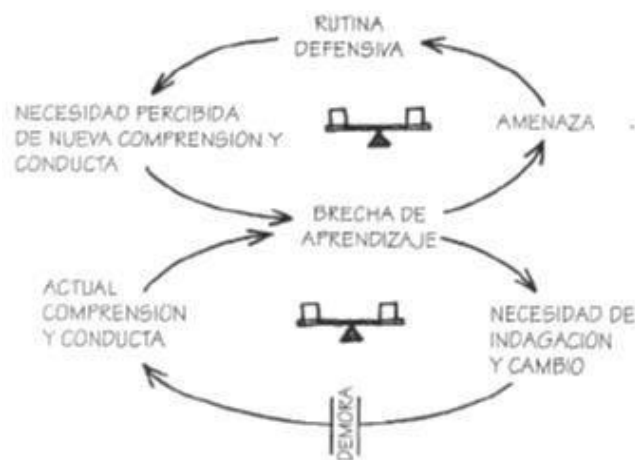 RUTINA
DEFENSIVA
NECESIDAD PERCIBIDA
DE NUEVA COMPRENSION Y
CONDUCTA
AMENAZA
BRECHA DE
APRENDIZAJE
ACTUAL
COMPRENSION
Y CONDUCTA
NECESIDAD DE
INDAGACION
Y CAMBIO
DEMORA